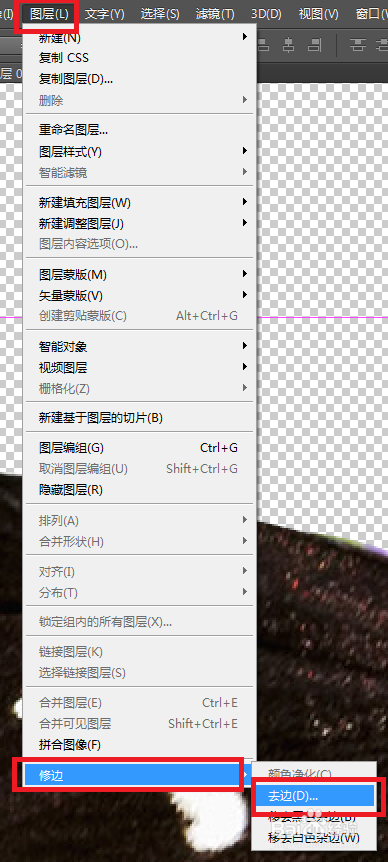 图层(L) 文字(Y) 选择(S) 滤镜(T) 3D(D) 视图(V) 窗口(
层 0
新建(N)
复制 CSS
复制图层(D)...
删除
重命名图层...
图层样式(Y)
智能滤镜
新建填充图层(W)
新建调整图层(J)
图层内容选项(O)...
图层蒙版(M)
矢量蒙版(V)
创建剪贴蒙版(C) Alt+Ctrl+G
智能对象
视频图层
栅格化(Z)
新建基于图层的切片(B)
图层编组(G) Ctrl+G
取消图层编组(U) Shift+Ctrl+G
隐藏图层(R)
排列(A)
合并形状(H)
对齐(I)
分布(T)
锁定组内的所有图层(X)...
链接图层(K)
选择链接图层(S)
合并图层(E) Ctrl+E
合并可见图层 Shift+Ctrl+E
拼合图像(F)
修边
颜色净化(C)...
去边(D)...
移去黑色杂边(B)
移去白色杂边(W)